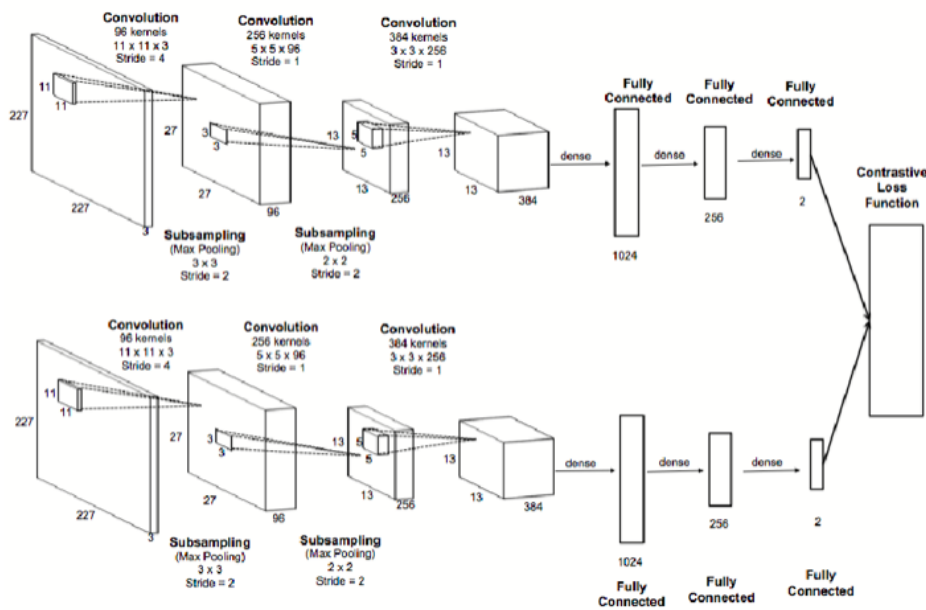 Convolution
96 kernels
11 x 11 x 3
Stride = 4
Convolution
256 kernels
5 x 5 x 96
Stride = 1
Convolution
384 kernels
3 x 3 x 256
Stride = 1
Fully
Connected
Fully
Connected
Fully
Connected
11
11
227
227
3
27
3
3
27
96
13
5
5
13
256
13
13
384
dense
dense
dense
1024
256
2
Contrastive
Loss
Function
Subsampling
(Max Pooling)
3 x 3
Stride = 2
Subsampling
(Max Pooling)
2 x 2
Stride = 2
Convolution
96 kernels
11 x 11 x 3
Stride = 4
Convolution
256 kernels
5 x 5 x 96
Stride = 1
Convolution
384 kernels
3 x 3 x 256
Stride = 1
11
11
227
227
3
27
3
3
27
96
13
5
5
13
256
13
13
384
dense
dense
dense
1024
256
2
Subsampling
(Max Pooling)
3 x 3
Stride = 2
Subsampling
(Max Pooling)
2 x 2
Stride = 2
Fully
Connected
Fully
Connected
Fully
Connected